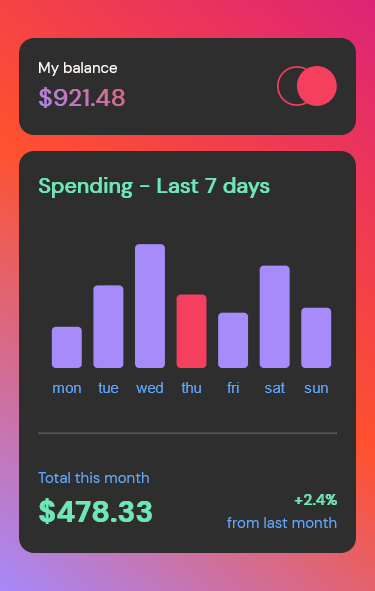 My balance
$921.48
Spending - Last 7 days
mon tue wed thu fri sat sun
Total this month
$478.33
+2.4%
from last month